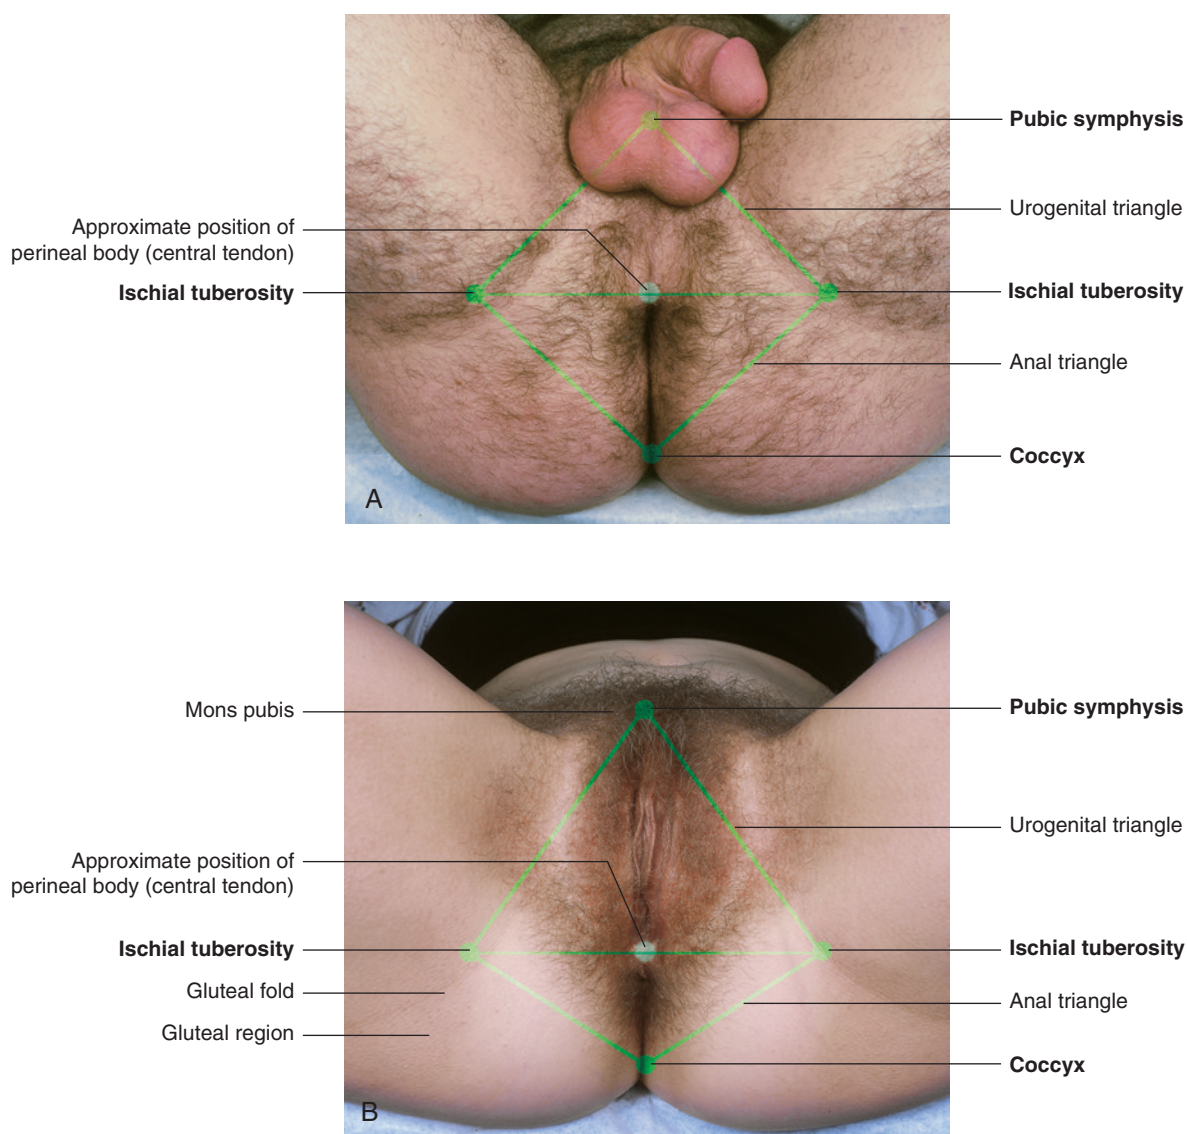 Pubic symphysis
Urogenital triangle
Approximate position of
perineal body (central tendon)
Ischial tuberosity
Ischial tuberosity
Anal triangle
Coccyx
A
Mons pubis
Pubic symphysis
Urogenital triangle
Approximate position of
perineal body (central tendon)
Ischial tuberosity
Ischial tuberosity
Gluteal fold
Anal triangle
Gluteal region
Coccyx
B